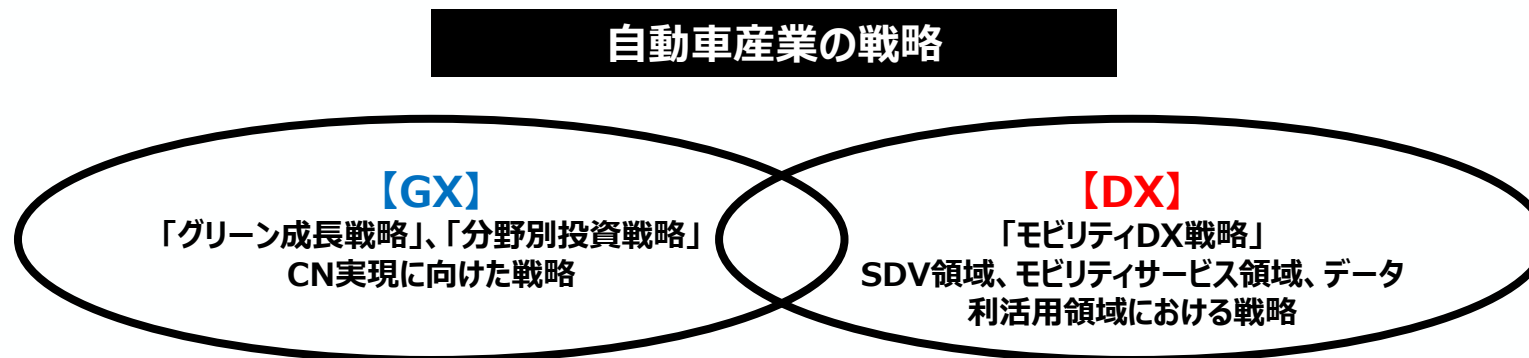 自動車産業の戦略
【GX】
「グリーン成長戦略」、「分野別投資戦略」
CN実現に向けた戦略
【DX】
「モビリティDX戦略」
SDV領域、モビリティサービス領域、データ
利活用領域における戦略